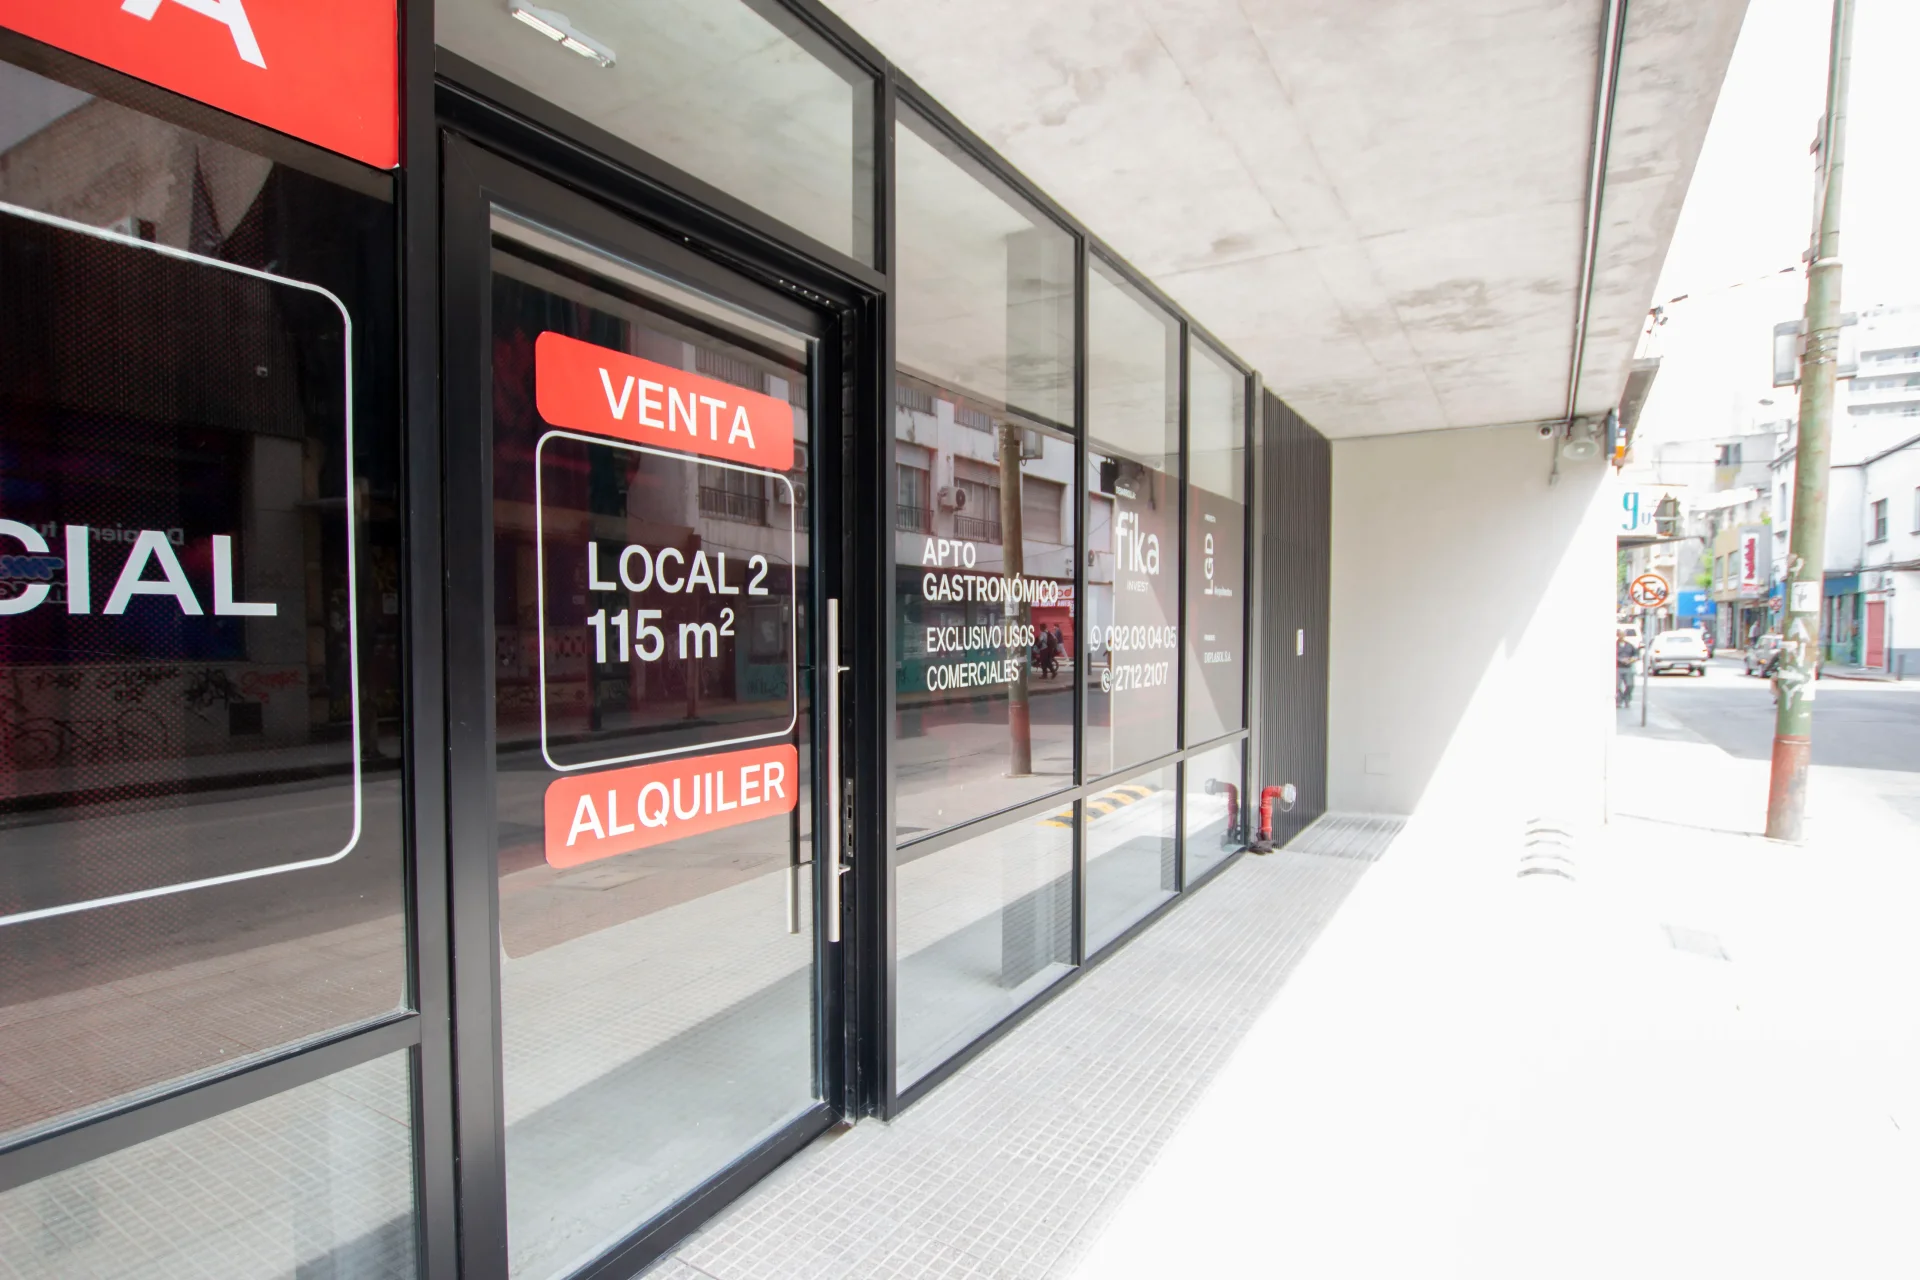 A
CIAL
VENTA
LOCAL 2
115 m²
ALQUILER
APTO
GASTRONÓMICO
EXCLUSIVO USOS
COMERCIALES
fika
INVEST
092 03 04 05
2712 2107